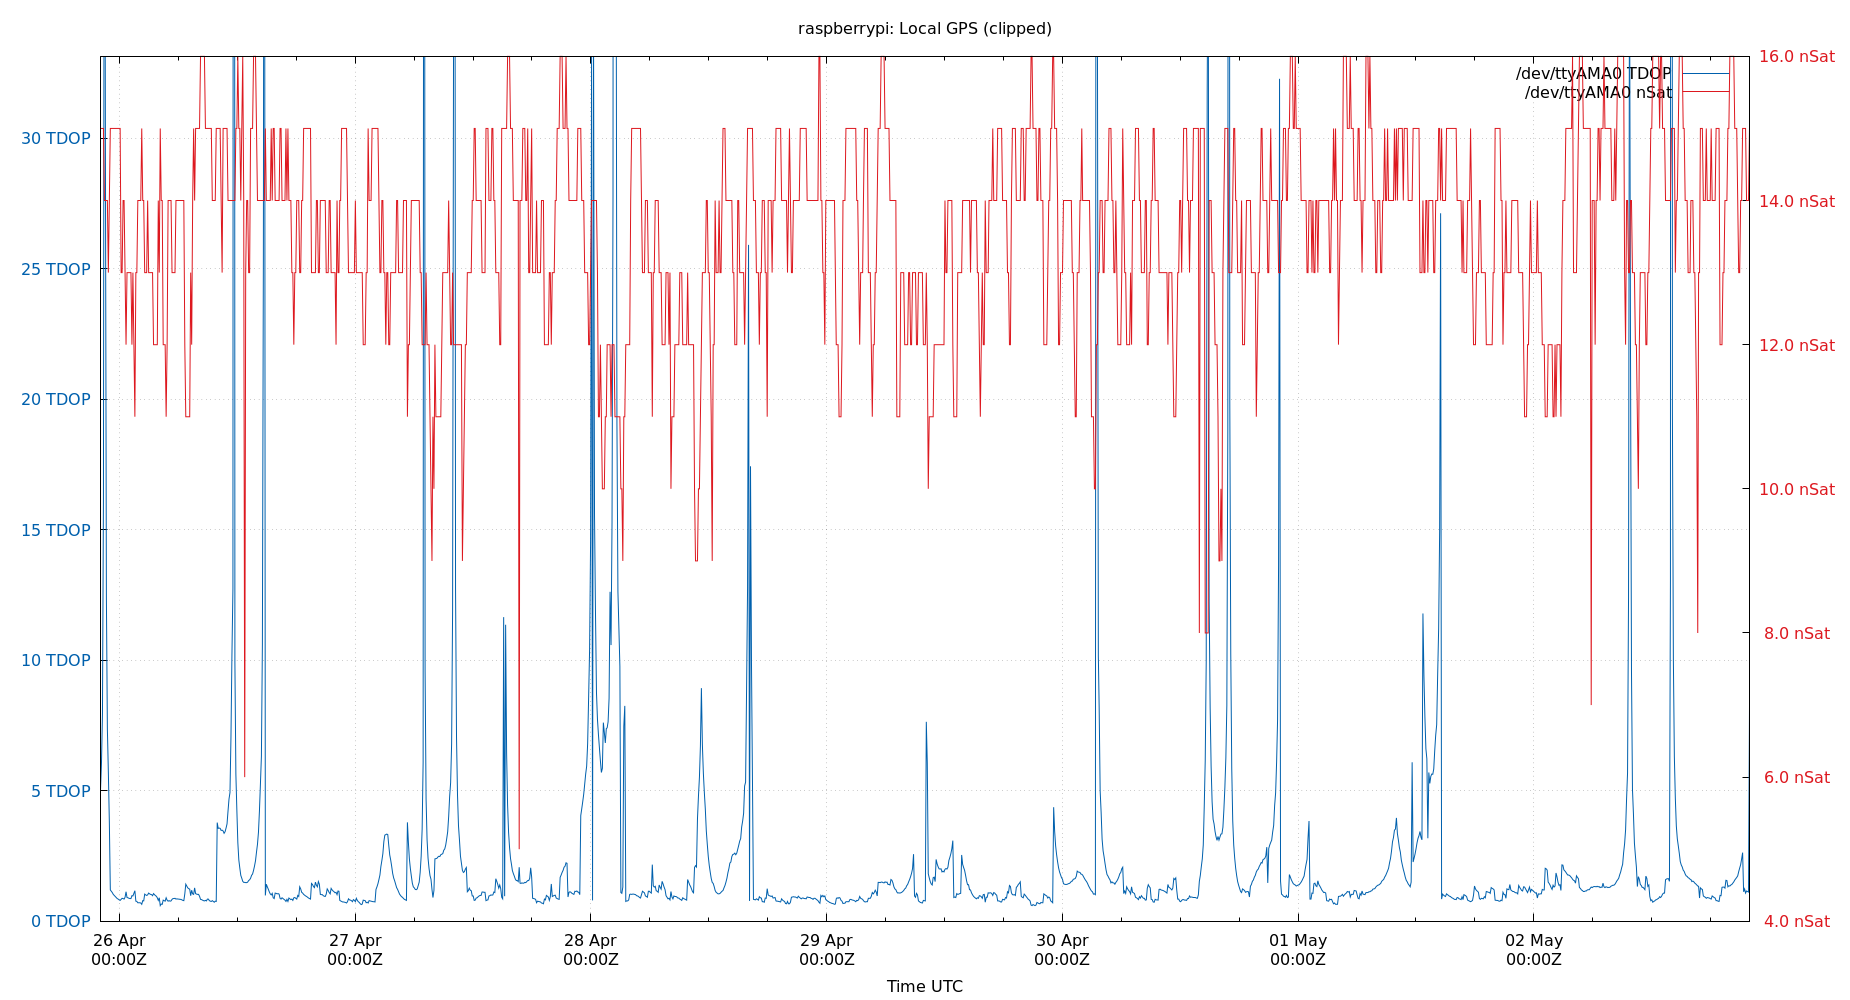 raspberrypi: Local GPS (clipped)
/dev/ttyAMA0 TDOP
/dev/ttyAMA0 nSat
30 TDOP
25 TDOP
20 TDOP
15 TDOP
10 TDOP
5 TDOP
0 TDOP
16.0 nSat
14.0 nSat
12.0 nSat
10.0 nSat
8.0 nSat
6.0 nSat
4.0 nSat
26 Apr
00:00Z
27 Apr
00:00Z
28 Apr
00:00Z
29 Apr
00:00Z
30 Apr
00:00Z
01 May
00:00Z
02 May
00:00Z
Time UTC